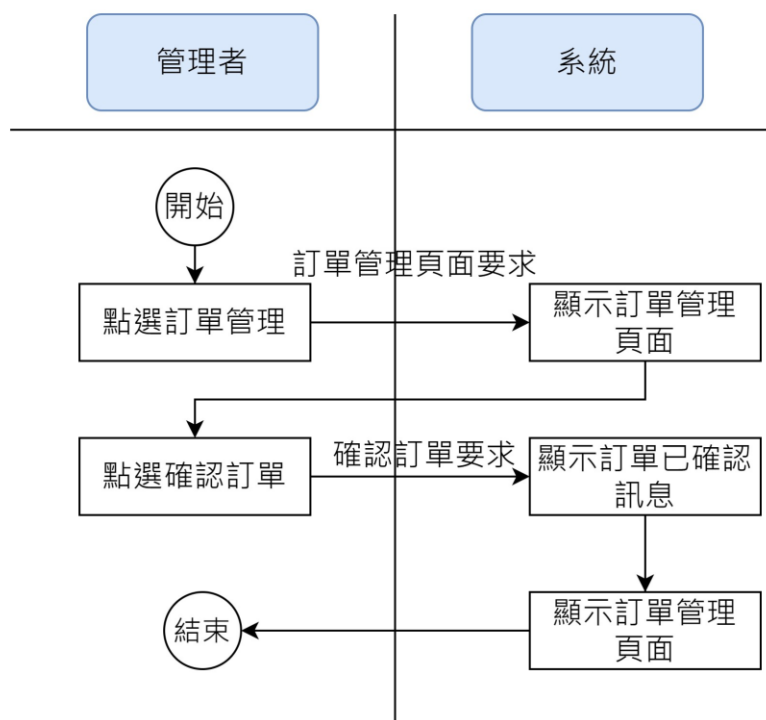 管理者
系統
開始
訂單管理頁面要求
點選訂單管理
顯示訂單管理
頁面
確認訂單要求
點選確認訂單
顯示訂單已確認
訊息
結束
顯示訂單管理
頁面